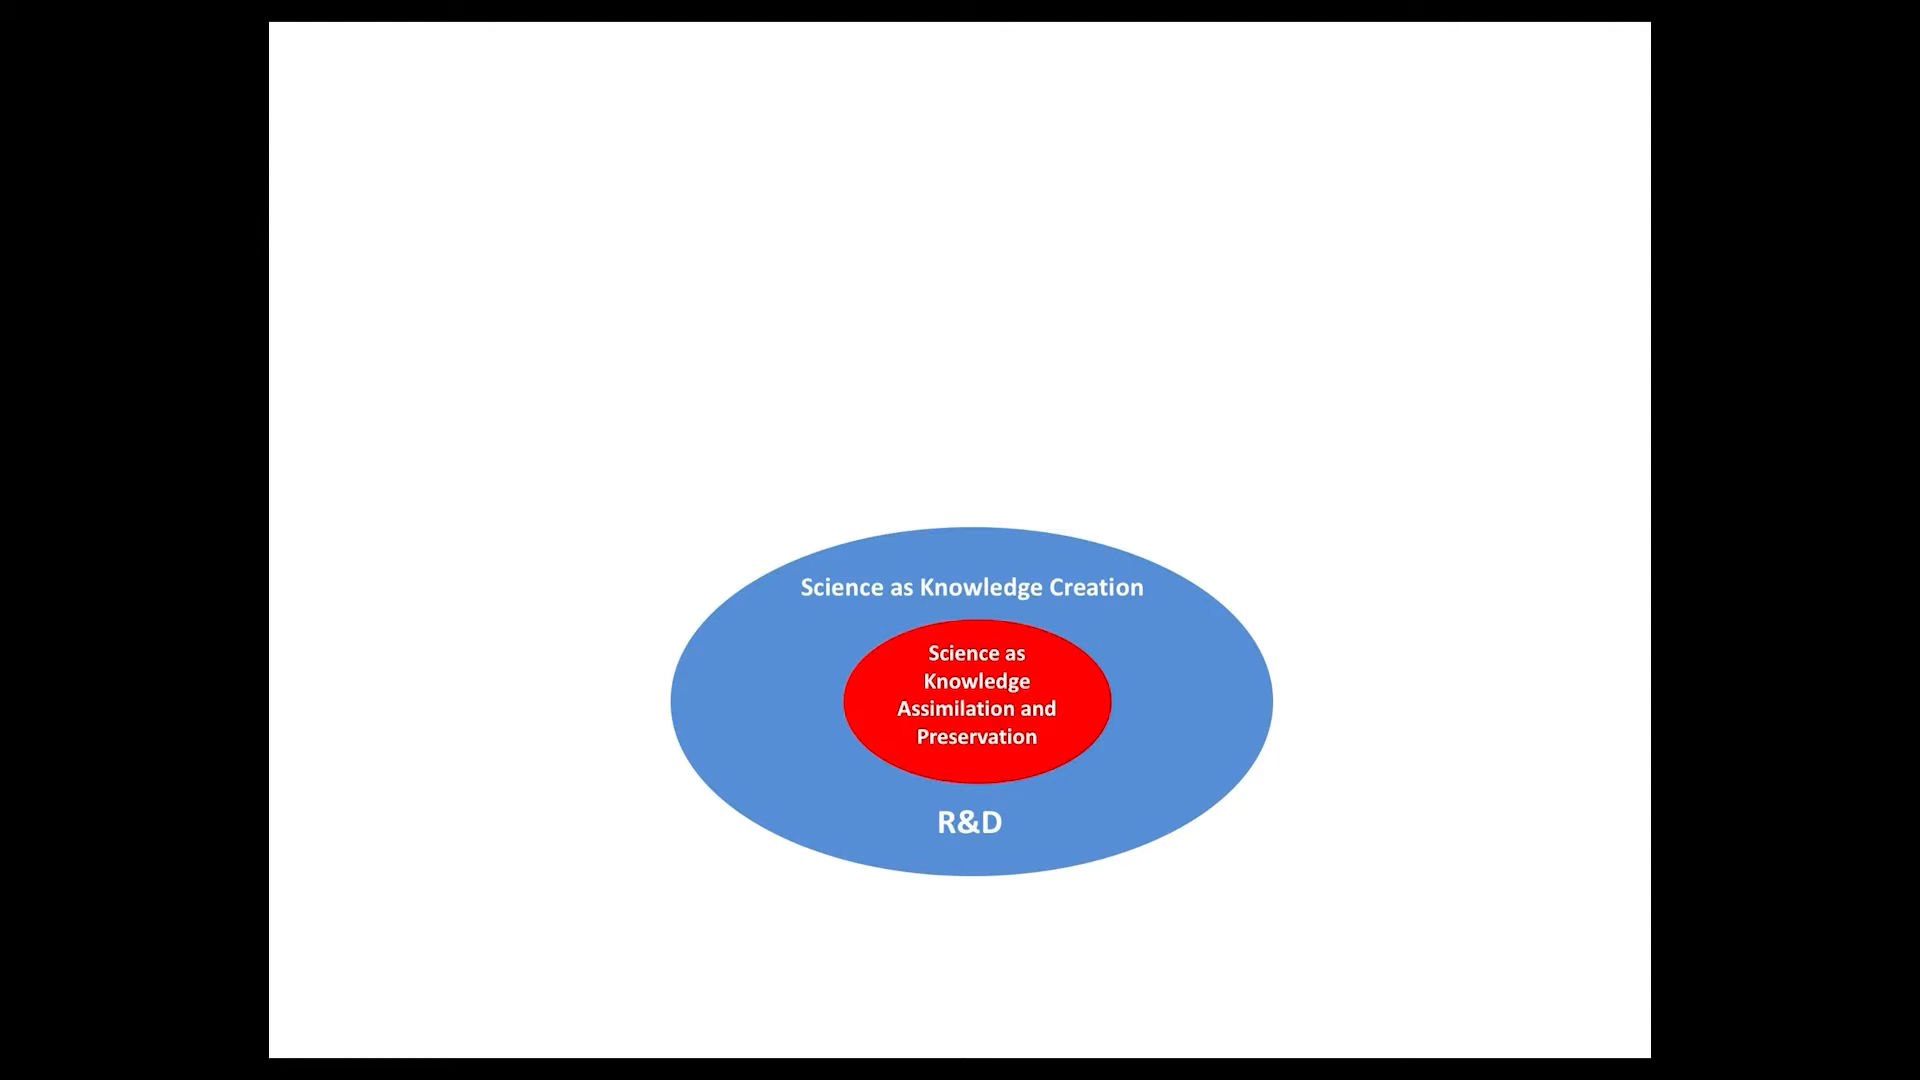 Science as Knowledge Creation
Science as
Knowledge
Assimilation and
Preservation
R&D